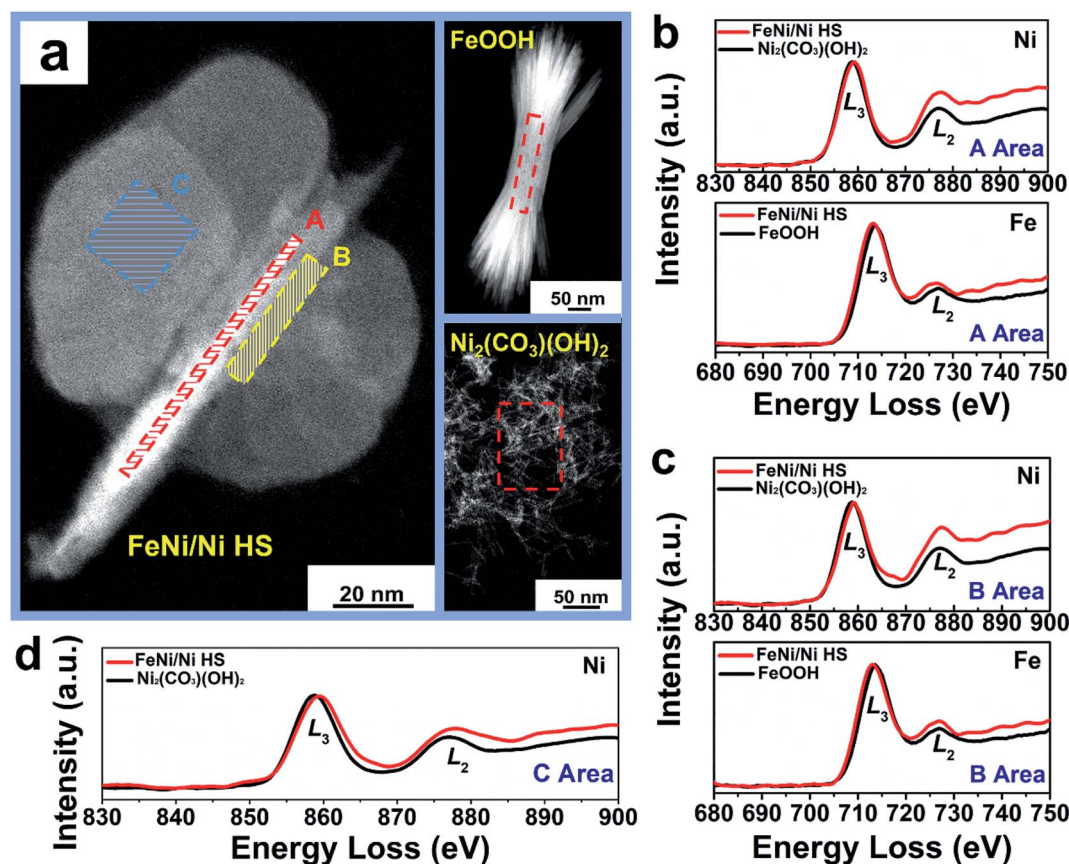 a
FeOOH
C
A
B
50 nm
Ni₂(CO₃)(OH)₂
FeNi/Ni HS
20 nm
50 nm
b
FeNi/Ni HS
Ni₂(CO₃)(OH)₂
Ni
L₃
L₂
A Area
830 840 850 860 870 880 890 900
FeNi/Ni HS
FeOOH
Fe
L₃
L₂
A Area
680 690 700 710 720 730 740 750
Intensity (a.u.)
Energy Loss (eV)
c
FeNi/Ni HS
Ni₂(CO₃)(OH)₂
Ni
L₃
L₂
B Area
830 840 850 860 870 880 890 900
FeNi/Ni HS
FeOOH
Fe
L₃
L₂
B Area
680 690 700 710 720 730 740 750
Intensity (a.u.)
Energy Loss (eV)
d
FeNi/Ni HS
Ni₂(CO₃)(OH)₂
Ni
L₃
L₂
C Area
830 840 850 860 870 880 890 900
Intensity (a.u.)
Energy Loss (eV)